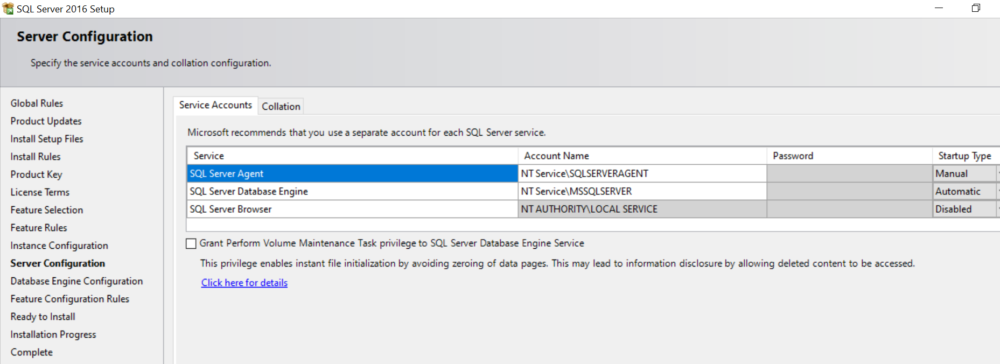 SQL Server 2016 Setup
Server Configuration
Specify the service accounts and collation configuration.
Global Rules
Product Updates
Install Setup Files
Install Rules
Product Key
License Terms
Feature Selection
Feature Rules
Instance Configuration
Server Configuration
Database Engine Configuration
Feature Configuration Rules
Ready to Install
Installation Progress
Complete
Service Accounts Collation
Microsoft recommends that you use a separate account for each SQL Server service.
Service Account Name Password Startup Type
SQL Server Agent NT Service\SQLSERVERAGENT Manual
SQL Server Database Engine NT Service\MSSQLSERVER Automatic
SQL Server Browser NT AUTHORITY\LOCAL SERVICE Disabled
Grant Perform Volume Maintenance Task privilege to SQL Server Database Engine Service
This privilege enables instant file initialization by avoiding zeroing of data pages. This may lead to information disclosure by allowing deleted content to be accessed.
Click here for details